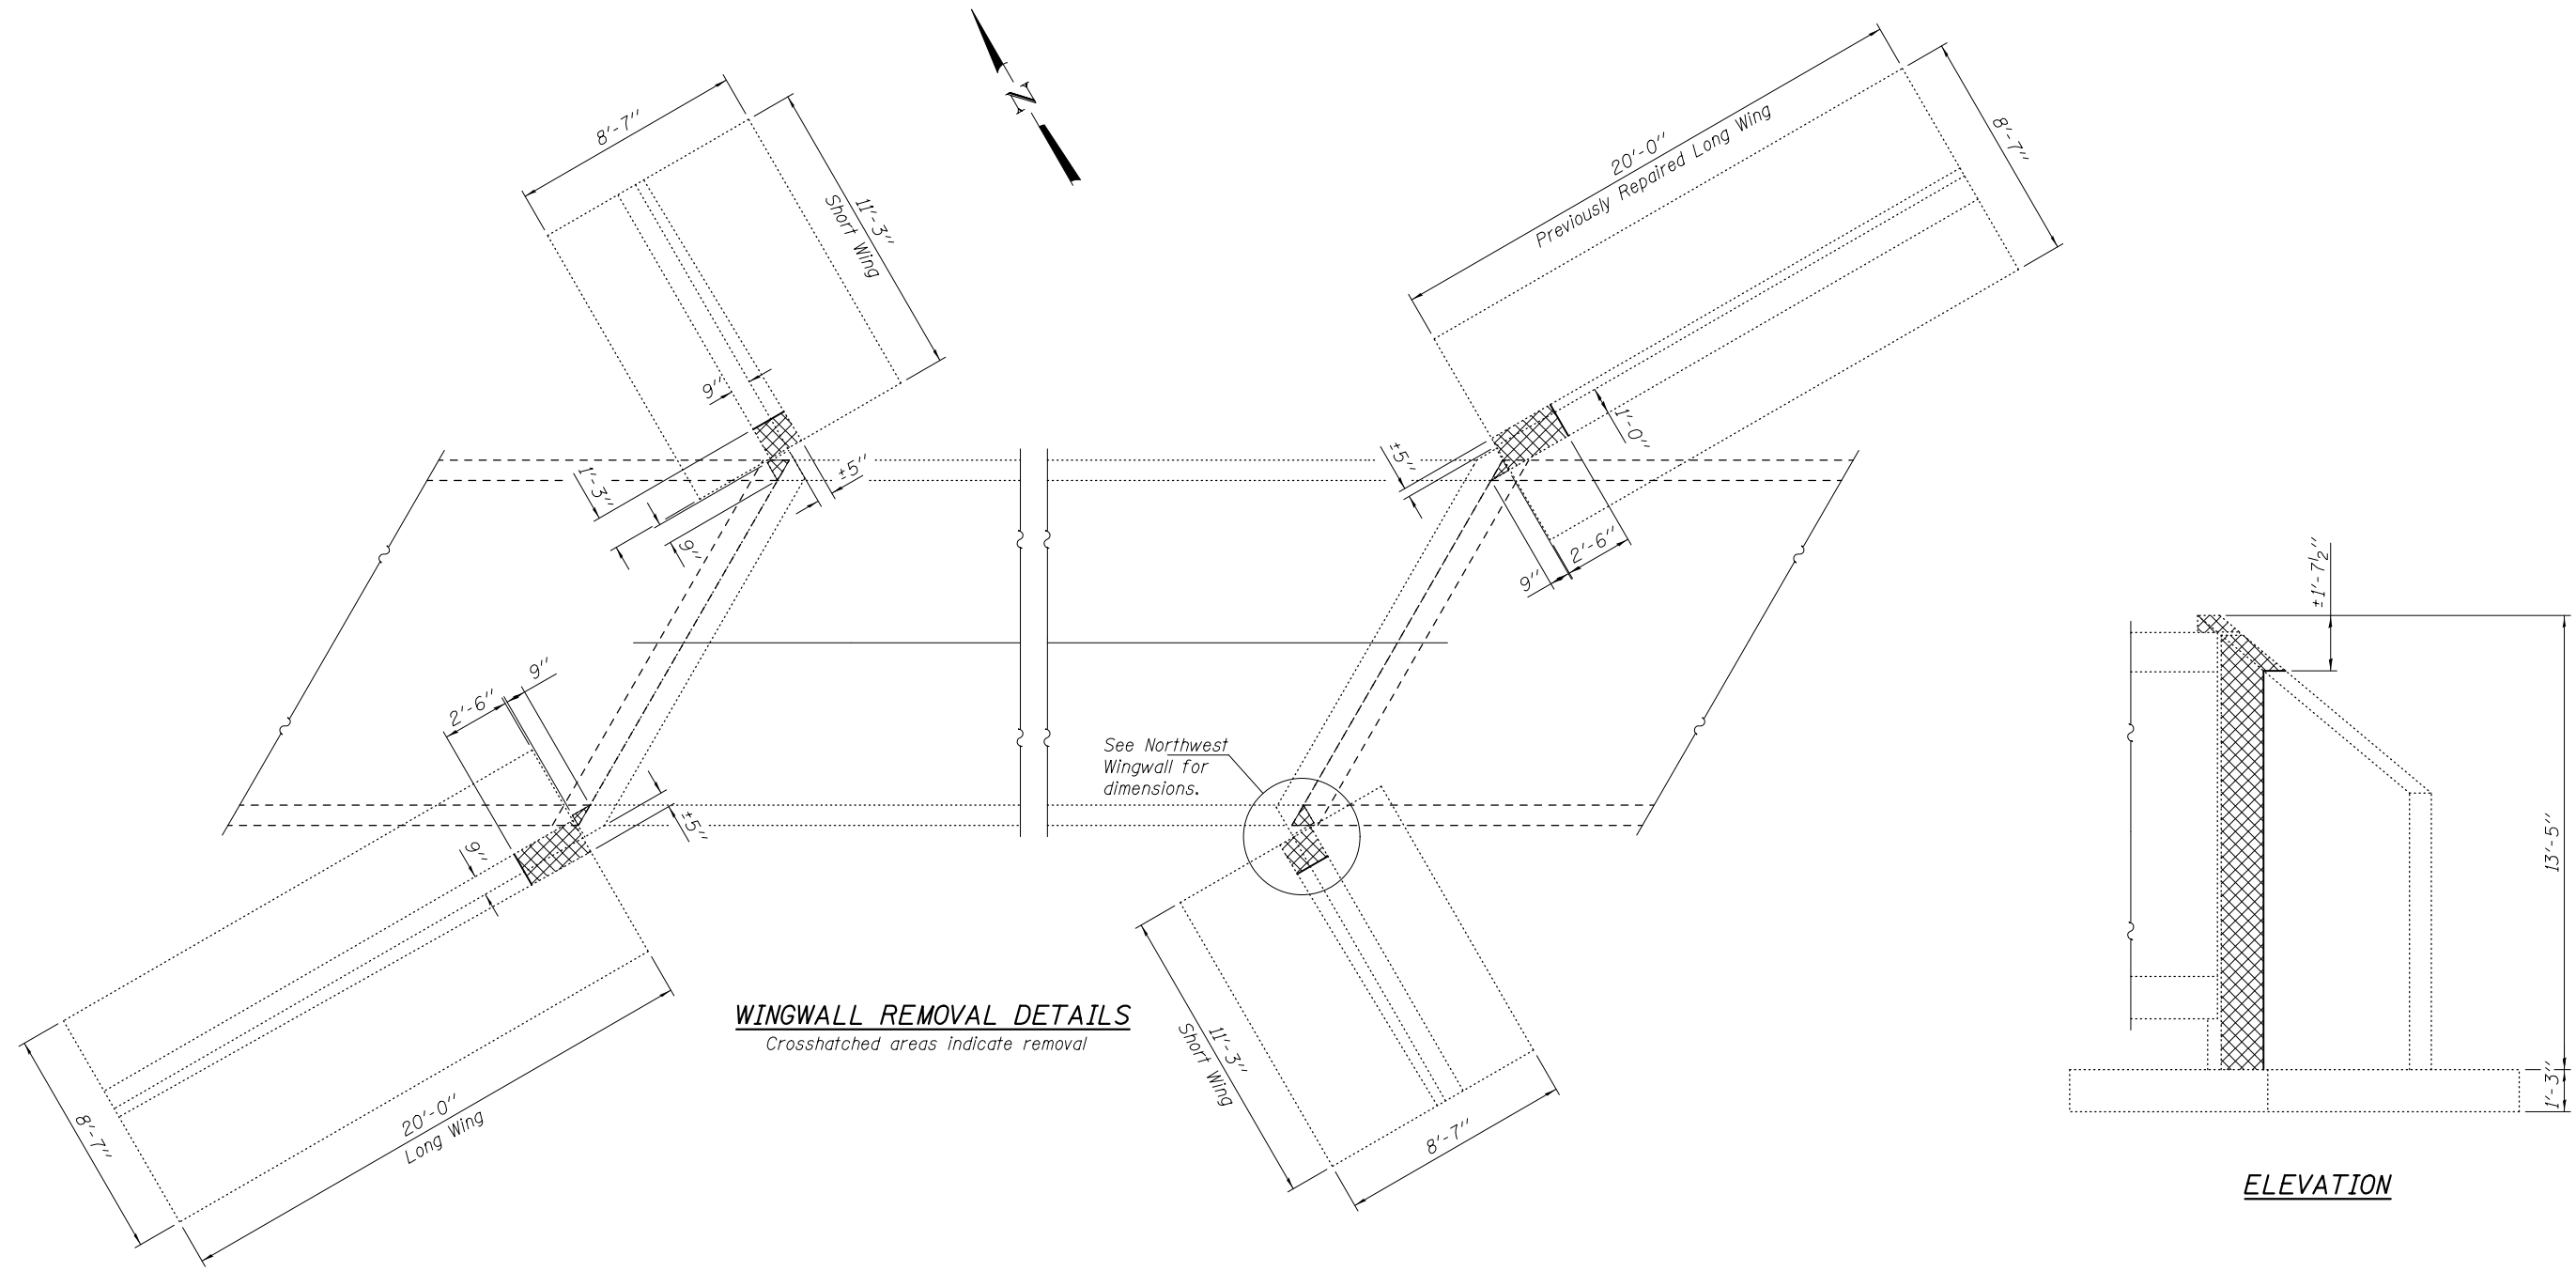 N
8'-7"
11'-3"
Short Wing
9"
1'-3"
9"
±5"
20'-0"
Previously Repaired Long Wing
8'-7"
1'-0"
±5"
2'-6"
9"
9"
2'-6"
±5"
9"
20'-0"
Long Wing
8'-7"
See Northwest
Wingwall for
dimensions.
11'-3"
Short Wing
8'-7"
WINGWALL REMOVAL DETAILS
Crosshatched areas indicate removal
±1'-7½"
13'-5"
1'-3"
ELEVATION